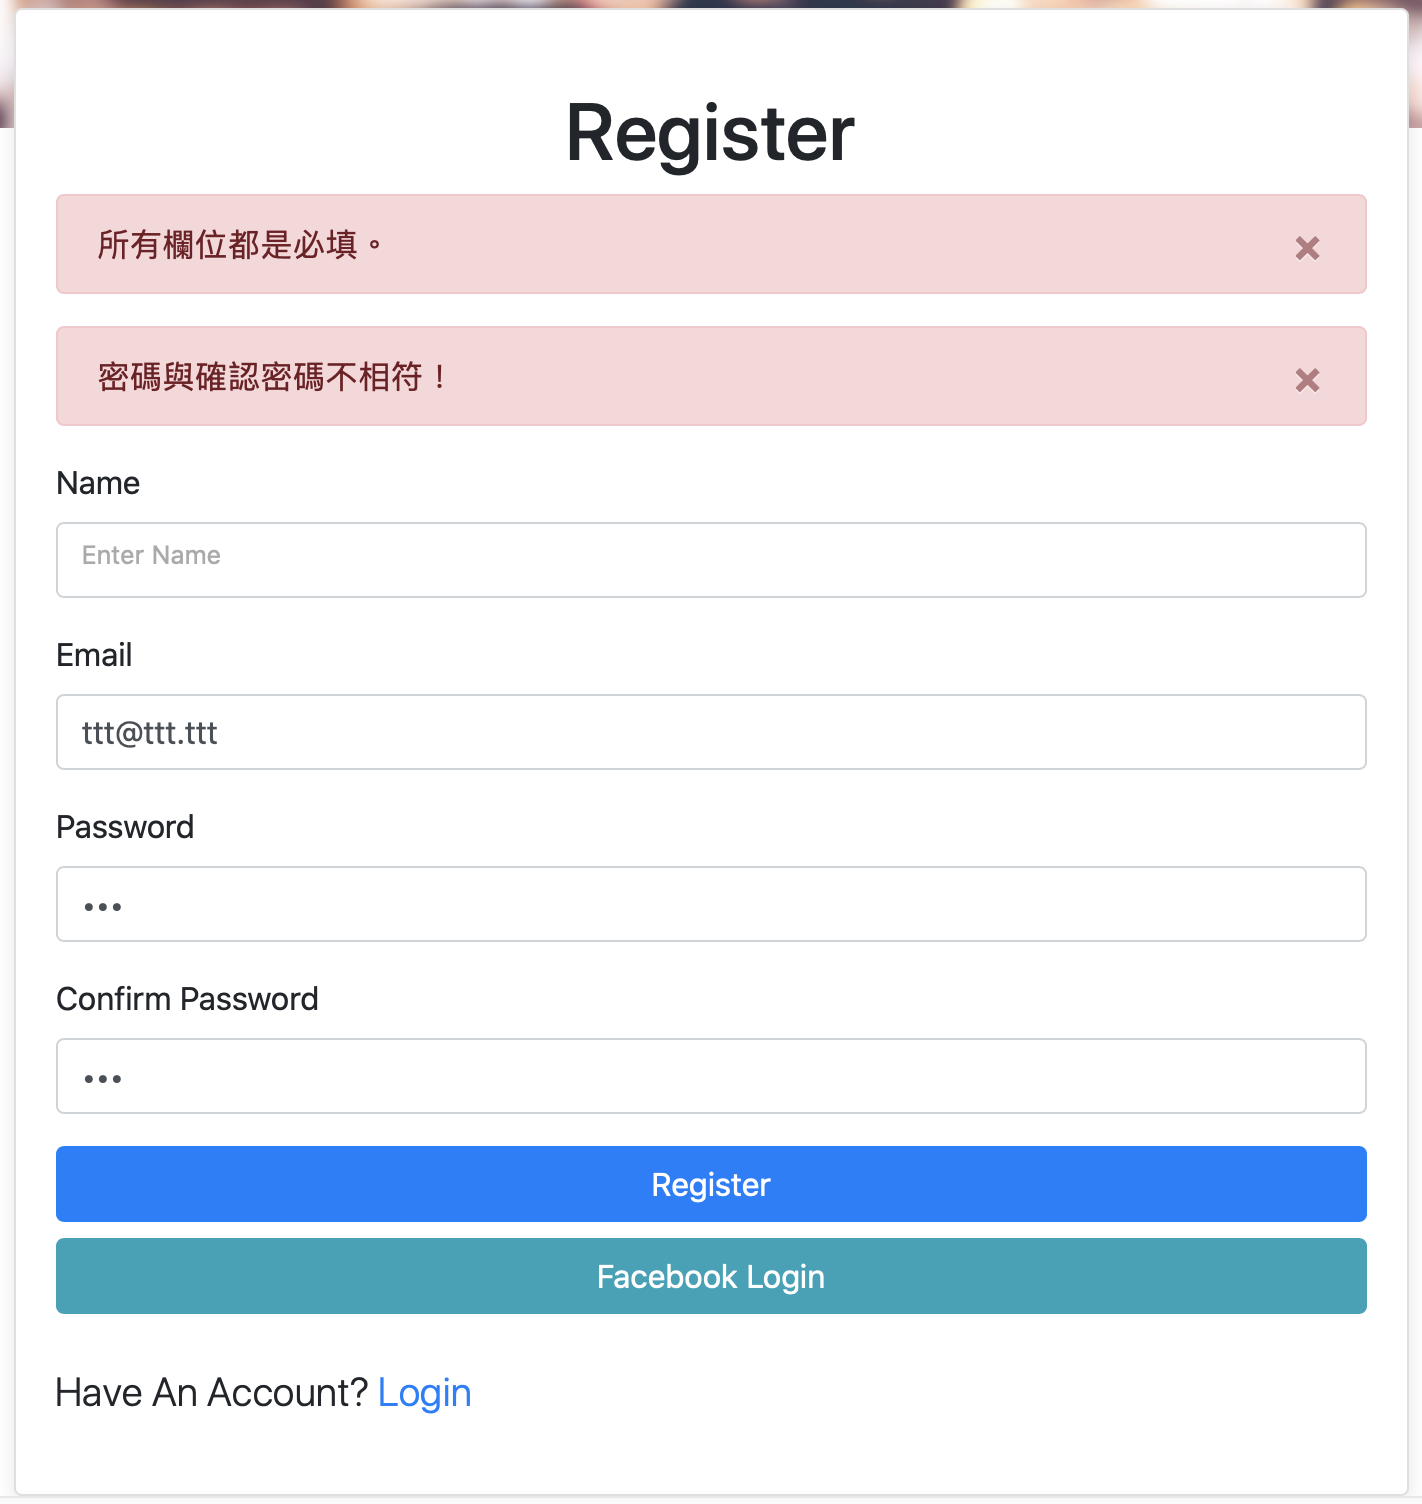 Register
所有欄位都是必填。
×
密碼與確認密碼不相符！
×
Name
Enter Name
Email
ttt@ttt.ttt
Password
•••
Confirm Password
•••
Register
Facebook Login
Have An Account? Login